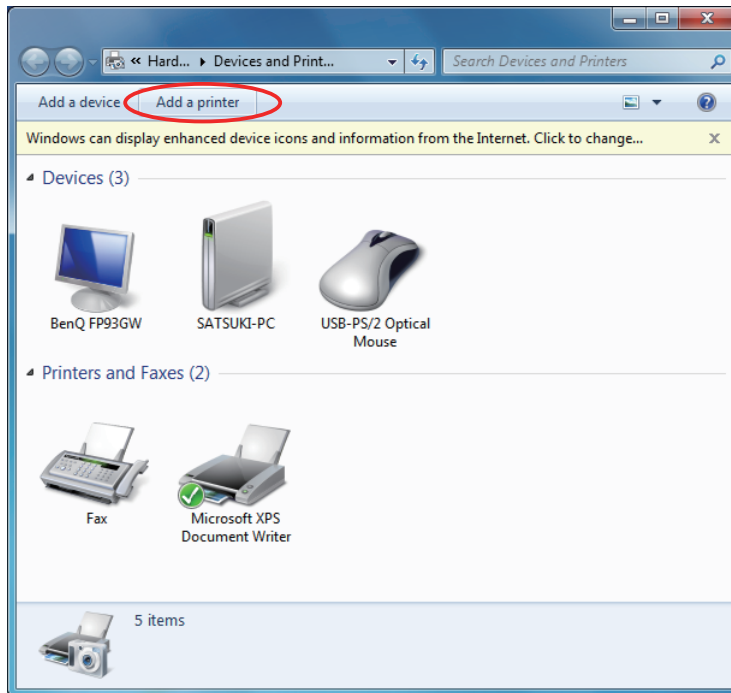 « Hard... ▸ Devices and Print...
Search Devices and Printers
Add a device
Add a printer
Windows can display enhanced device icons and information from the Internet. Click to change...
Devices (3)
BenQ FP93GW
SATSUKI-PC
USB-PS/2 Optical
Mouse
Printers and Faxes (2)
Fax
Microsoft XPS
Document Writer
5 items